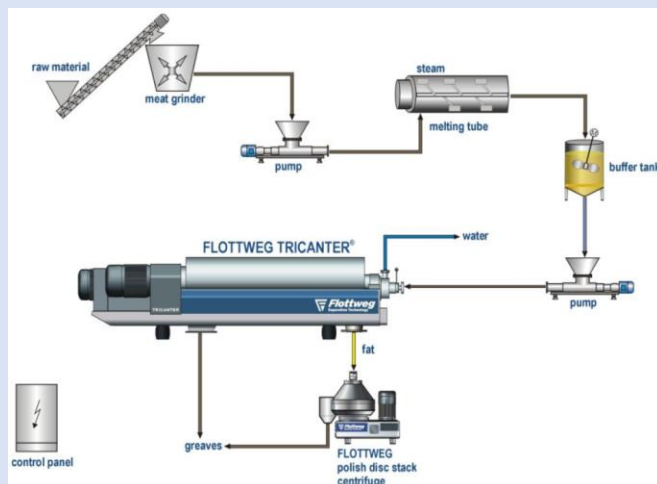 raw material
meat grinder
pump
steam
melting tube
buffer tank
water
FLOTTWEG TRICANTER®
pump
TRICANTER
Flottweg
Separation Technology
fat
greaves
FLOTTWEG
polish disc stack
centrifuge
control panel